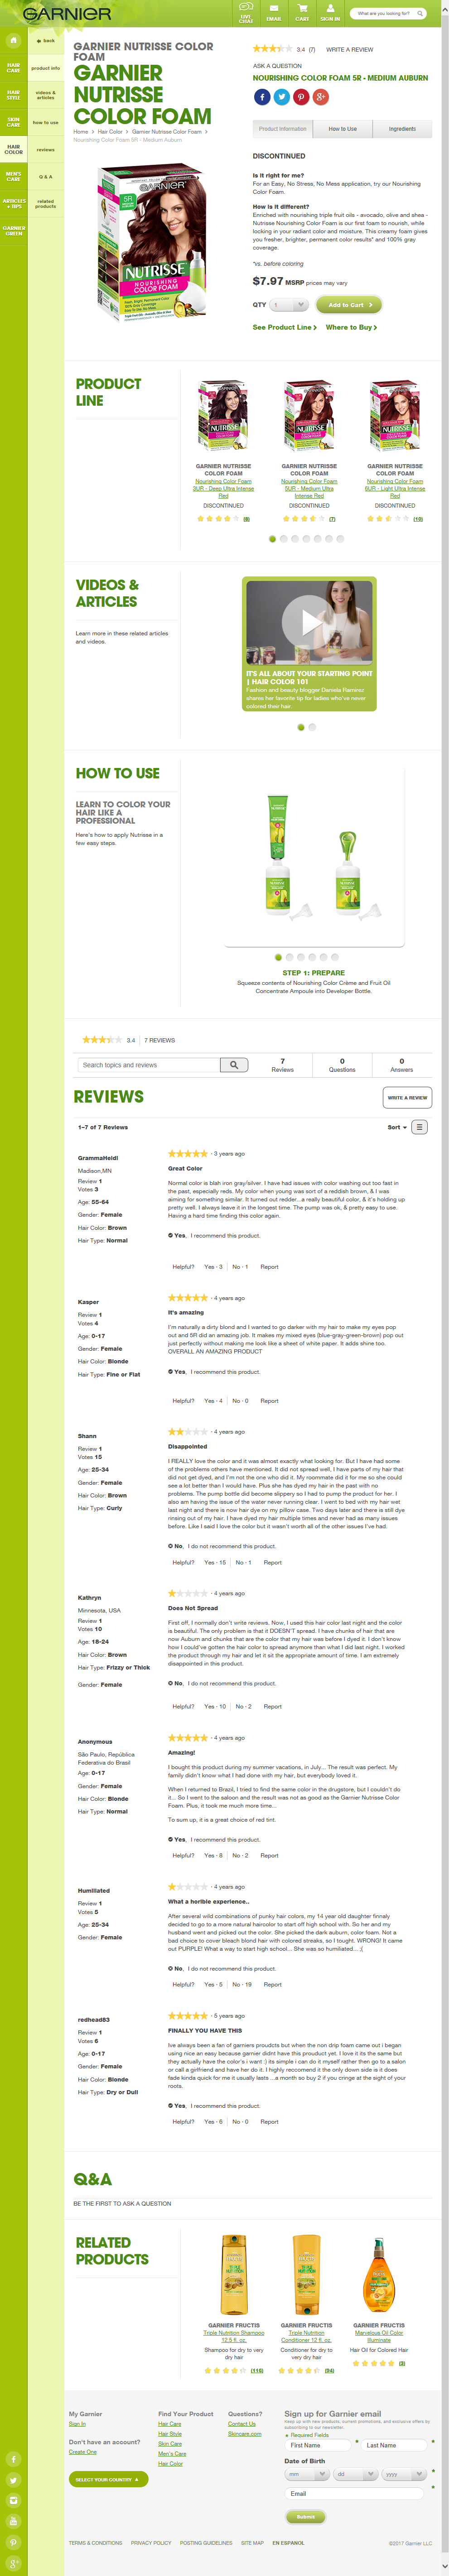 GARNIER
LIVE CHAT
EMAIL
CART
SIGN IN
What are you looking for?
HAIR CARE
HAIR STYLE
SKIN CARE
HAIR COLOR
MEN'S CARE
ARTICLES + TIPS
GARNIER GREEN
back
product info
videos & articles
how to use
reviews
Q & A
related products
GARNIER NUTRISSE COLOR
FOAM
GARNIER
NUTRISSE
COLOR FOAM
Home > Hair Color > Garnier Nutrisse Color Foam >
Nourishing Color Foam 5R - Medium Auburn
3.4 (7) WRITE A REVIEW
ASK A QUESTION
NOURISHING COLOR FOAM 5R - MEDIUM AUBURN
Product Information
How to Use
Ingredients
DISCONTINUED
Is it right for me?
For an Easy, No Stress, No Mess application, try our Nourishing
Color Foam.
How is it different?
Enriched with nourishing triple fruit oils - avocado, olive and shea -
Nutrisse Nourishing Color Foam is our first foam to nourish, while
locking in your radiant color and moisture. This creamy foam gives
you fresher, brighter, permanent color results* and 100% gray
coverage.
*vs. before coloring
$7.97 MSRP prices may vary
QTY 1 Add to Cart
See Product Line > Where to Buy >
GARNIER
5R
NUTRISSE
NOURISHING
COLOR FOAM
PRODUCT
LINE
GARNIER NUTRISSE
COLOR FOAM
Nourishing Color Foam
3UR - Deep Ultra Intense
Red
DISCONTINUED
(8)
GARNIER NUTRISSE
COLOR FOAM
Nourishing Color Foam
5UR - Medium Ultra
Intense Red
DISCONTINUED
(7)
GARNIER NUTRISSE
COLOR FOAM
Nourishing Color Foam
6UR - Light Ultra Intense
Red
DISCONTINUED
(10)
VIDEOS &
ARTICLES
Learn more in these related articles
and videos.
IT'S ALL ABOUT YOUR STARTING POINT
| HAIR COLOR 101
Fashion and beauty blogger Daniela Ramirez
shares her favorite tip for ladies who've never
colored their hair
HOW TO USE
LEARN TO COLOR YOUR
HAIR LIKE A
PROFESSIONAL
Here's how to apply Nutrisse in a
few easy steps.
STEP 1: PREPARE
Squeeze contents of Nourishing Color Crème and Fruit Oil
Concentrate Ampoule into Developer Bottle.
3.4 7 REVIEWS
Search topics and reviews
7
Reviews
0
Questions
0
Answers
REVIEWS
WRITE A REVIEW
1–7 of 7 Reviews
Sort
GrammaHeidi
Madison,MN
Review 1
Votes 3
Age: 55-64
Gender: Female
Hair Color: Brown
Hair Type: Normal
· 3 years ago
Great Color
Normal color is blah iron gray/silver. I have had issues with color washing out too fast in
the past, especially reds. My color when young was sort of a reddish brown, & I was
aiming for something similar. It turned out redder...a really beautiful color, & it's holding up
pretty well. I always leave it in the longest time. The pump was ok, & pretty easy to use.
Having a hard time finding this color again.
Yes, I recommend this product.
Helpful? Yes · 3 No · 1 Report
Kasper
Review 1
Votes 4
Age: 0-17
Gender: Female
Hair Color: Blonde
Hair Type: Fine or Flat
· 4 years ago
It's amazing
I'm naturally a dirty blond and I wanted to go darker with my hair to make my eyes pop
out and 5R did an amazing job. It makes my eyes (blue-gray-green-brown) pop out
just perfectly without making me look like a sheet of white paper. It adds shine too.
OVERALL AN AMAZING PRODUCT
Yes, I recommend this product.
Helpful? Yes · 4 No · 0 Report
Shann
Review 1
Votes 15
Age: 25-34
Gender: Female
Hair Color: Brown
Hair Type: Curly
· 4 years ago
Disappointed
I REALLY love the color and it was almost exactly what I was looking for. But I have had some
of the problems others have mentioned. It did not spread well, I have parts of my hair that
did not get dyed, and I'm not the one who did it. My roommate did it for me so she could
see a lot better than I would have. Plus she has dyed my hair in the past with no
problems. The pump bottle did become slippery so I had to pump the product for her. I
also am having the issue of the water never running clear. I went to bed with my hair wet
last night and there is now hair dye on my pillow case. Two days later and there is still dye
rinsing out of my hair. I have dyed my hair multiple times and never had as many issues
before. Like I said I love the color but it wasn't worth all of the other issues I've had.
No, I do not recommend this product.
Helpful? Yes · 15 No · 1 Report
Kathryn
Minnesota, USA
Review 1
Votes 10
Age: 18-24
Hair Color: Brown
Hair Type: Frizzy or Thick
Gender: Female
· 4 years ago
Does Not Spread
First off, I normally don't write reviews. Now, I used this hair color last night and the color
is beautiful. The only problem is that it DOESN'T spread. I have chunks of hair that are
now Auburn and chunks that are the color that my hair was before I dyed it. I don't know
how I could've gotten the hair color to spread anymore than what I did last night. I worked
the product through my hair and let it sit the appropriate amount of time. I am extremely
disappointed in this product.
No, I do not recommend this product.
Helpful? Yes · 10 No · 2 Report
Anonymous
São Paulo, República
Federativa do Brasil
Age: 0-17
Gender: Female
Hair Color: Blonde
Hair Type: Normal
· 4 years ago
Amazing!
I bought this product during my summer vacations, in July... The result was perfect. My
family didn't know what I had done with my hair, but everybody loved it.
When I returned to Brazil, I tried to find the same color in the drugstore, but I couldn't do
it... So I went to the saloon and the result was not as good as the Garnier Nutrisse Color
Foam. Plus, it took me much more time...
To sum up, it is a great choice of red tint.
Yes, I recommend this product.
Helpful? Yes · 8 No · 2 Report
Humiliated
Review 1
Votes 5
Age: 25-34
Gender: Female
· 4 years ago
What a horible experience..
After several wild combinations of punky hair colors, my 14 year old daughter finnaly
decided to go to a more natural haircolor to start off high school with. So her and my
husband went and picked out the color. She picked the dark auburn, color foam. Not a
bad choice to cover bleach blond hair with colored streaks, so I tought. WRONG! It came
out PURPLE! What a way to start high school... She was so humiliated... ;(
No, I do not recommend this product.
Helpful? Yes · 5 No · 19 Report
redhead83
Review 1
Votes 6
Age: 0-17
Gender: Female
Hair Color: Blonde
Hair Type: Dry or Dull
· 5 years ago
FINALLY YOU HAVE THIS
Ive always been a fan of garniers proudcts but when the non drip foam came out i began
using nice an easy because garnier didnt have this product yet. I love it its the same but
they actually have the color's i want :) its simple i can do it myself rather then go to a salon
or call a girlfriend and have her do it. I highly reccomend it the only down side is it does
fade kinda quick for me it usually lasts ...a month so buy 2 if you cringe at the sight of your
roots.
Yes, I recommend this product.
Helpful? Yes · 6 No · 0 Report
Q&A
BE THE FIRST TO ASK A QUESTION
RELATED
PRODUCTS
GARNIER FRUCTIS
Triple Nutrition Shampoo
12.5 fl. oz.
Shampoo for dry to very
dry hair
(116)
GARNIER FRUCTIS
Triple Nutrition
Conditioner 12 fl. oz.
Conditioner for dry to
very dry hair
(84)
GARNIER FRUCTIS
Marvelous Oil Color
Illuminate
Hair Oil for Colored Hair
(3)
My Garnier
Sign In
Don't have an account?
Create One
SELECT YOUR COUNTRY
Find Your Product
Hair Care
Hair Style
Skin Care
Men's Care
Hair Color
Questions?
Contact Us
Skincare.com
Sign up for Garnier email
Keep up with new products, current promotions, and exclusive offers by
subscribing to our newsletter.
* Required Fields
First Name *
Last Name *
Date of Birth
mm dd yyyy *
Email *
Submit
TERMS & CONDITIONS PRIVACY POLICY POSTING GUIDELINES SITE MAP EN ESPANOL
©2017 Garnier LLC